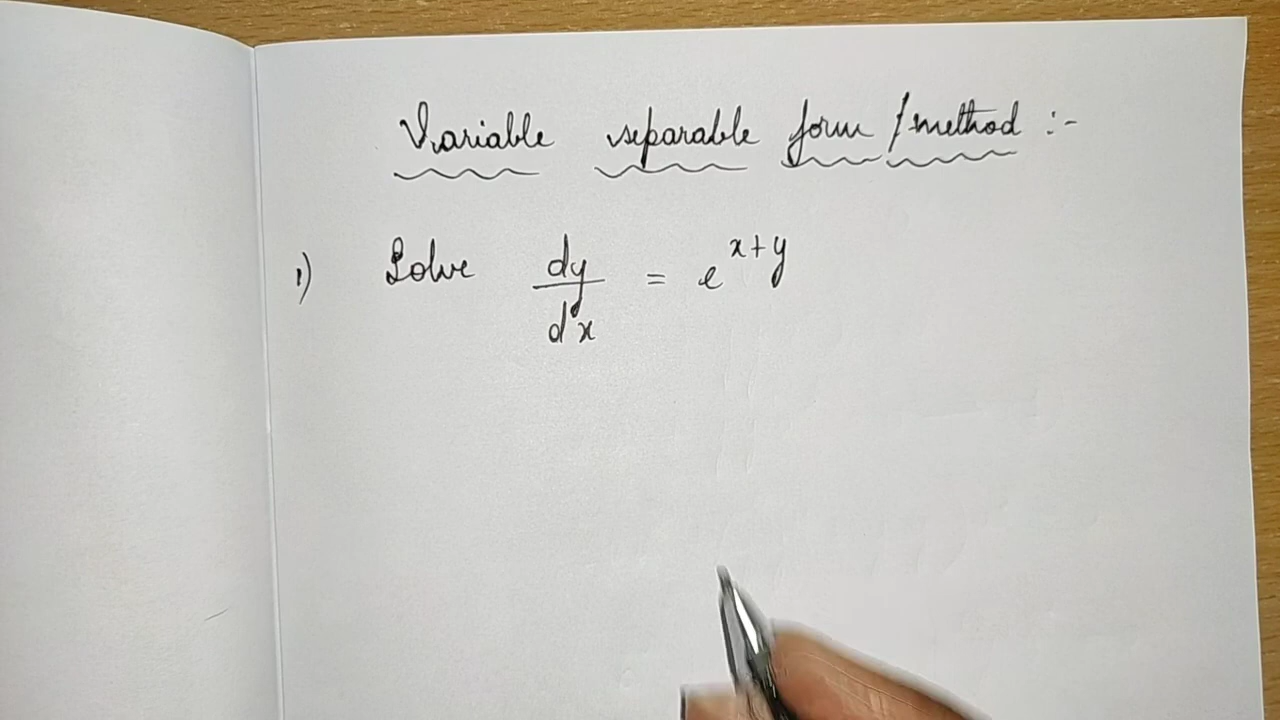 Variable separable form / method :-
1) Solve dy/dx = e^{x+y}